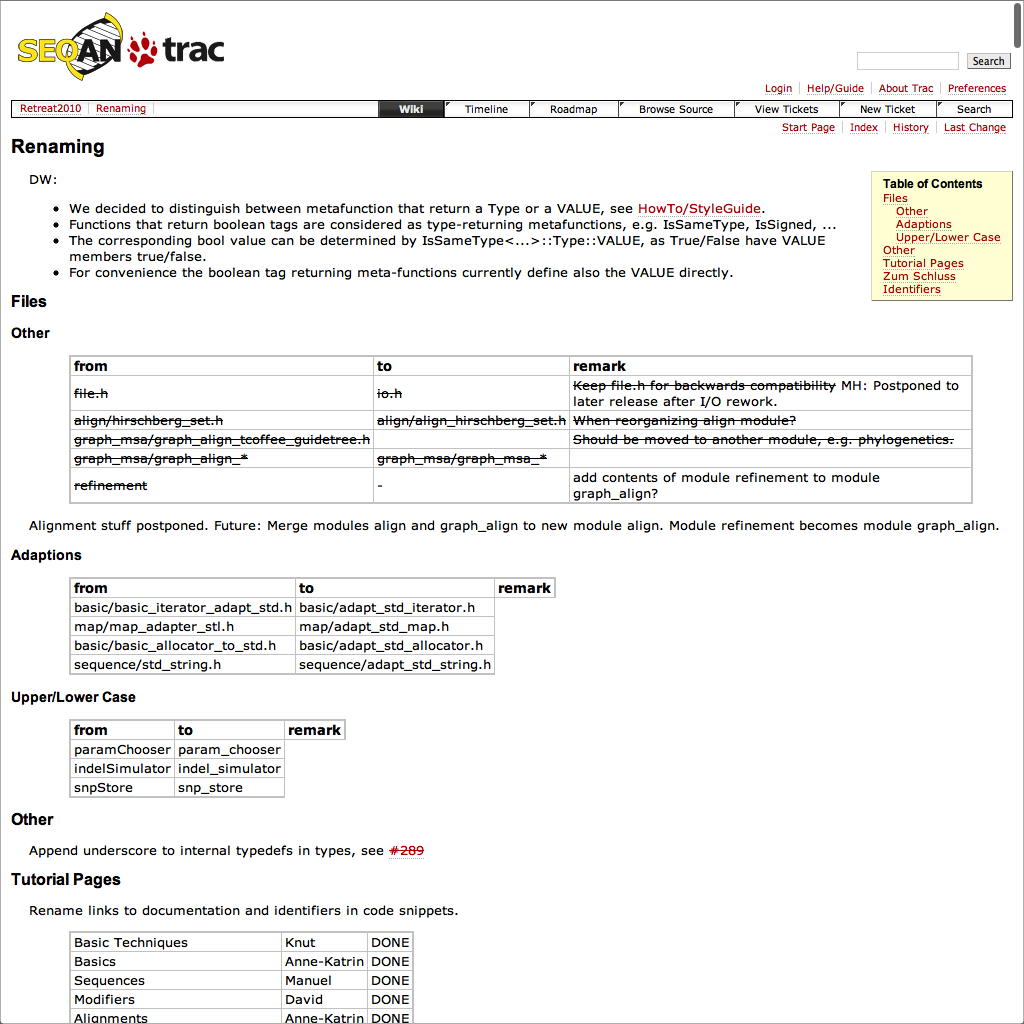 SEQAN trac
Search
Login Help/Guide About Trac Preferences
Retreat2010 Renaming Wiki Timeline Roadmap Browse Source View Tickets New Ticket Search
Start Page Index History Last Change
Renaming
DW:
We decided to distinguish between metafunction that return a Type or a VALUE, see HowTo/StyleGuide.
Functions that return boolean tags are considered as type-returning metafunctions, e.g. IsSameType, IsSigned, ...
The corresponding bool value can be determined by IsSameType<...>::Type::VALUE, as True/False have VALUE
members true/false.
For convenience the boolean tag returning meta-functions currently define also the VALUE directly.
Table of Contents
Files
Other
Adaptions
Upper/Lower Case
Other
Tutorial Pages
Zum Schluss
Identifiers
Files
Other
from to remark
file.h io.h Keep file.h for backwards compatibility MH: Postponed to
later release after I/O rework.
align/hirschberg_set.h align/align_hirschberg_set.h When reorganizing align module?
graph_msa/graph_align_tcoffee_guidetree.h Should be moved to another module, e.g. phylogenetics.
graph_msa/graph_align_* graph_msa/graph_msa_*
refinement - add contents of module refinement to module
graph_align?
Alignment stuff postponed. Future: Merge modules align and graph_align to new module align. Module refinement becomes module graph_align.
Adaptions
from to remark
basic/basic_iterator_adapt_std.h basic/adapt_std_iterator.h
map/map_adapter_stl.h map/adapt_std_map.h
basic/basic_allocator_to_std.h basic/adapt_std_allocator.h
sequence/std_string.h sequence/adapt_std_string.h
Upper/Lower Case
from to remark
paramChooser param_chooser
indelSimulator indel_simulator
snpStore snp_store
Other
Append underscore to internal typedefs in types, see #289
Tutorial Pages
Rename links to documentation and identifiers in code snippets.
Basic Techniques Knut DONE
Basics Anne-Katrin DONE
Sequences Manuel DONE
Modifiers David DONE
Alignments Anne-Katrin DONE